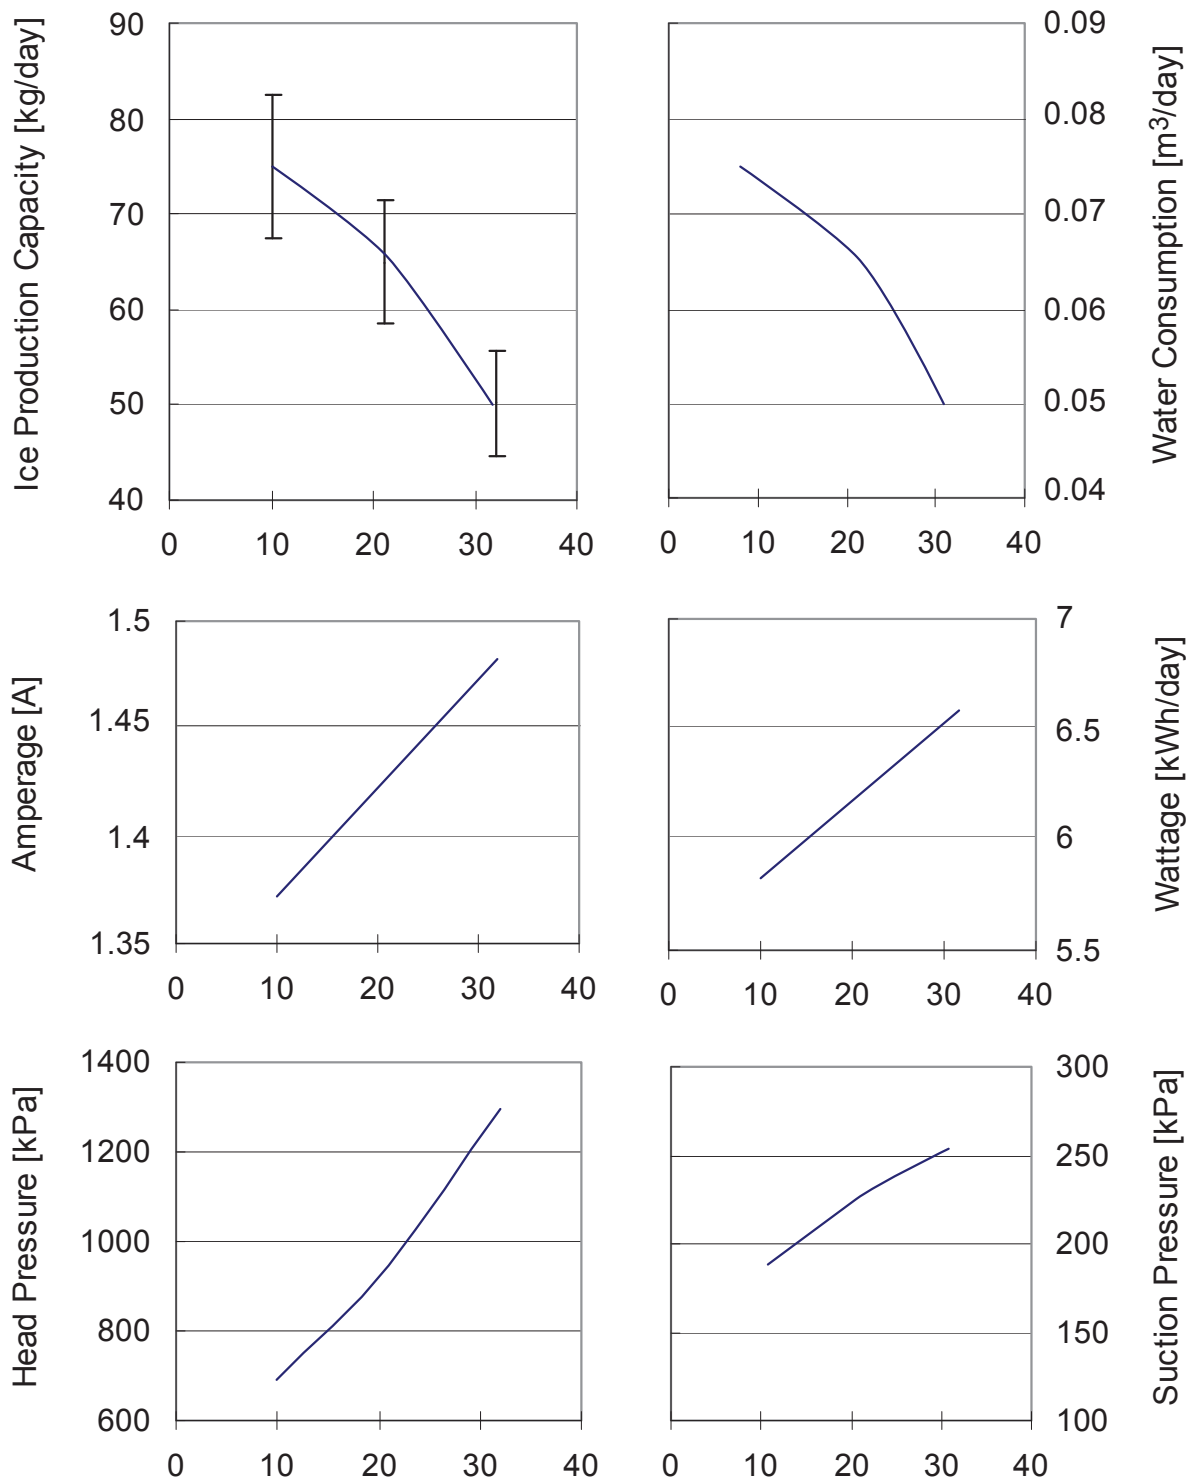 Ice Production Capacity [kg/day]
90
80
70
60
50
40
0 10 20 30 40
Water Consumption [m³/day]
0.09
0.08
0.07
0.06
0.05
0.04
0 10 20 30 40
Amperage [A]
1.5
1.45
1.4
1.35
0 10 20 30 40
Wattage [kWh/day]
7
6.5
6
5.5
0 10 20 30 40
Head Pressure [kPa]
1400
1200
1000
800
600
0 10 20 30 40
Suction Pressure [kPa]
300
250
200
150
100
0 10 20 30 40